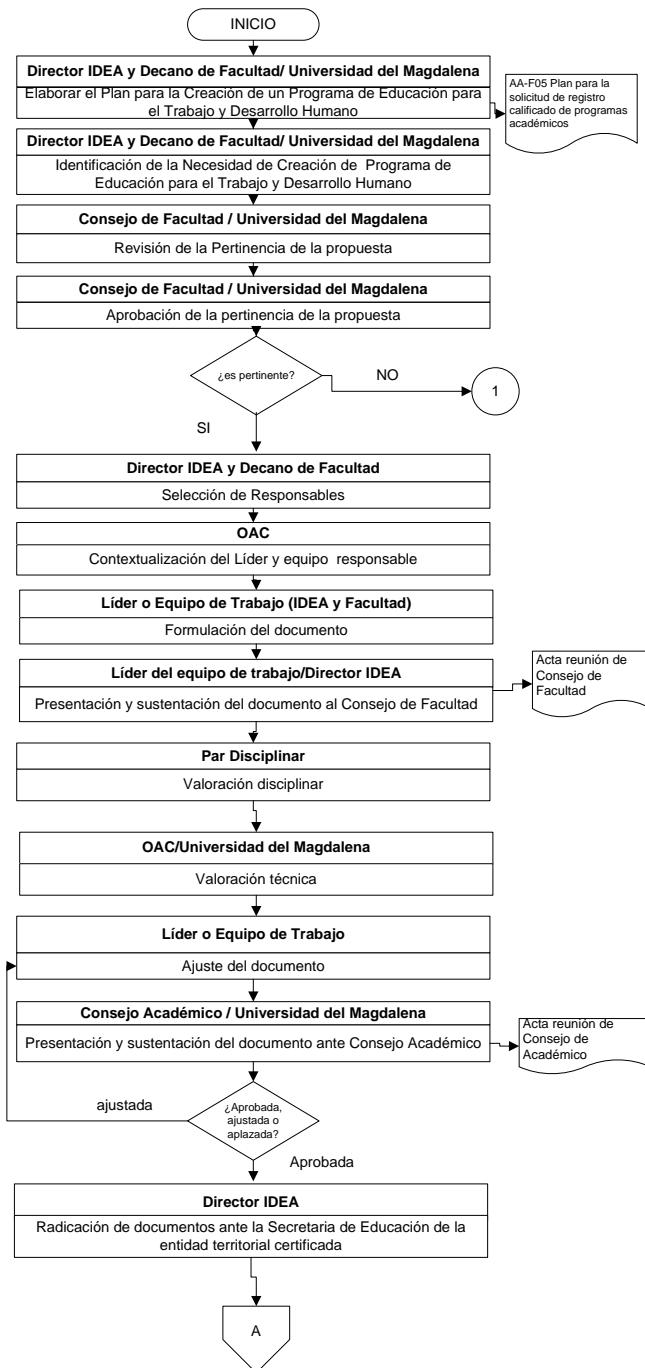 INICIO
Director IDEA y Decano de Facultad/ Universidad del Magdalena
Elaborar el Plan para la Creación de un Programa de Educación para
el Trabajo y Desarrollo Humano
AA-F05 Plan para la
solicitud de registro
calificado de programas
académicos
Director IDEA y Decano de Facultad/ Universidad del Magdalena
Identificación de la Necesidad de Creación de Programa de
Educación para el Trabajo y Desarrollo Humano
Consejo de Facultad / Universidad del Magdalena
Revisión de la Pertinencia de la propuesta
Consejo de Facultad / Universidad del Magdalena
Aprobación de la pertinencia de la propuesta
¿es pertinente?
NO
1
SI
Director IDEA y Decano de Facultad
Selección de Responsables
OAC
Contextualización del Líder y equipo responsable
Líder o Equipo de Trabajo (IDEA y Facultad)
Formulación del documento
Líder del equipo de trabajo/Director IDEA
Presentación y sustentación del documento al Consejo de Facultad
Acta reunión de
Consejo de
Facultad
Par Disciplinar
Valoración disciplinar
OAC/Universidad del Magdalena
Valoración técnica
Líder o Equipo de Trabajo
Ajuste del documento
Consejo Académico / Universidad del Magdalena
Presentación y sustentación del documento ante Consejo Académico
Acta reunión de
Consejo de
Académico
ajustada
¿Aprobada,
ajustada o
aplazada?
Aprobada
Director IDEA
Radicación de documentos ante la Secretaria de Educación de la
entidad territorial certificada
A